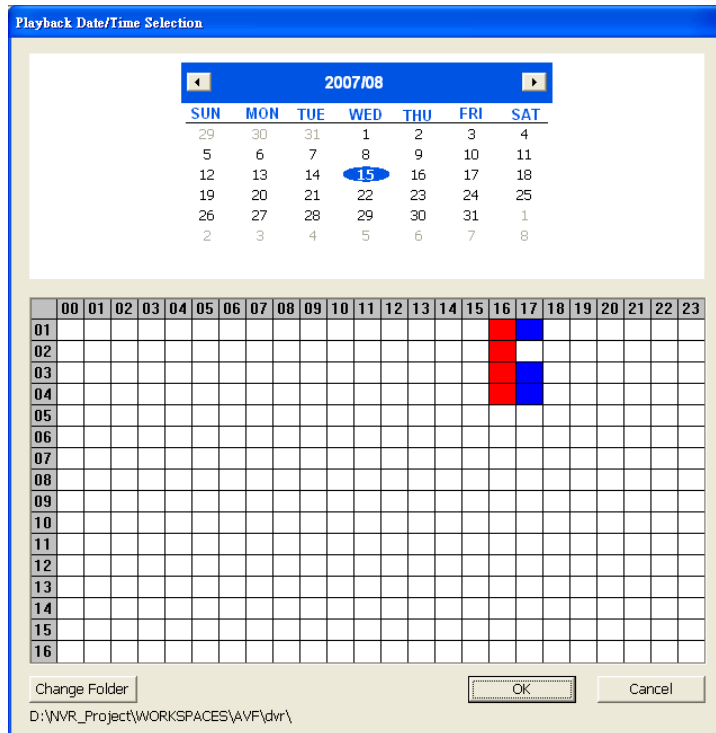 Playback Date/Time Selection
2007/08
SUN MON TUE WED THU FRI SAT
29 30 31 1 2 3 4
5 6 7 8 9 10 11
12 13 14 15 16 17 18
19 20 21 22 23 24 25
26 27 28 29 30 31 1
2 3 4 5 6 7 8
00 01 02 03 04 05 06 07 08 09 10 11 12 13 14 15 16 17 18 19 20 21 22 23
01
02
03
04
05
06
07
08
09
10
11
12
13
14
15
16
Change Folder OK Cancel
D:\NVR_Project\WORKSPACES\AVF\dvr\